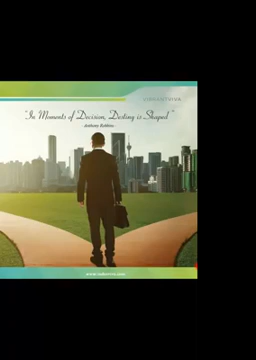 "In Moments of Decision, Destiny is Shaped"
-Anthony Robbins-